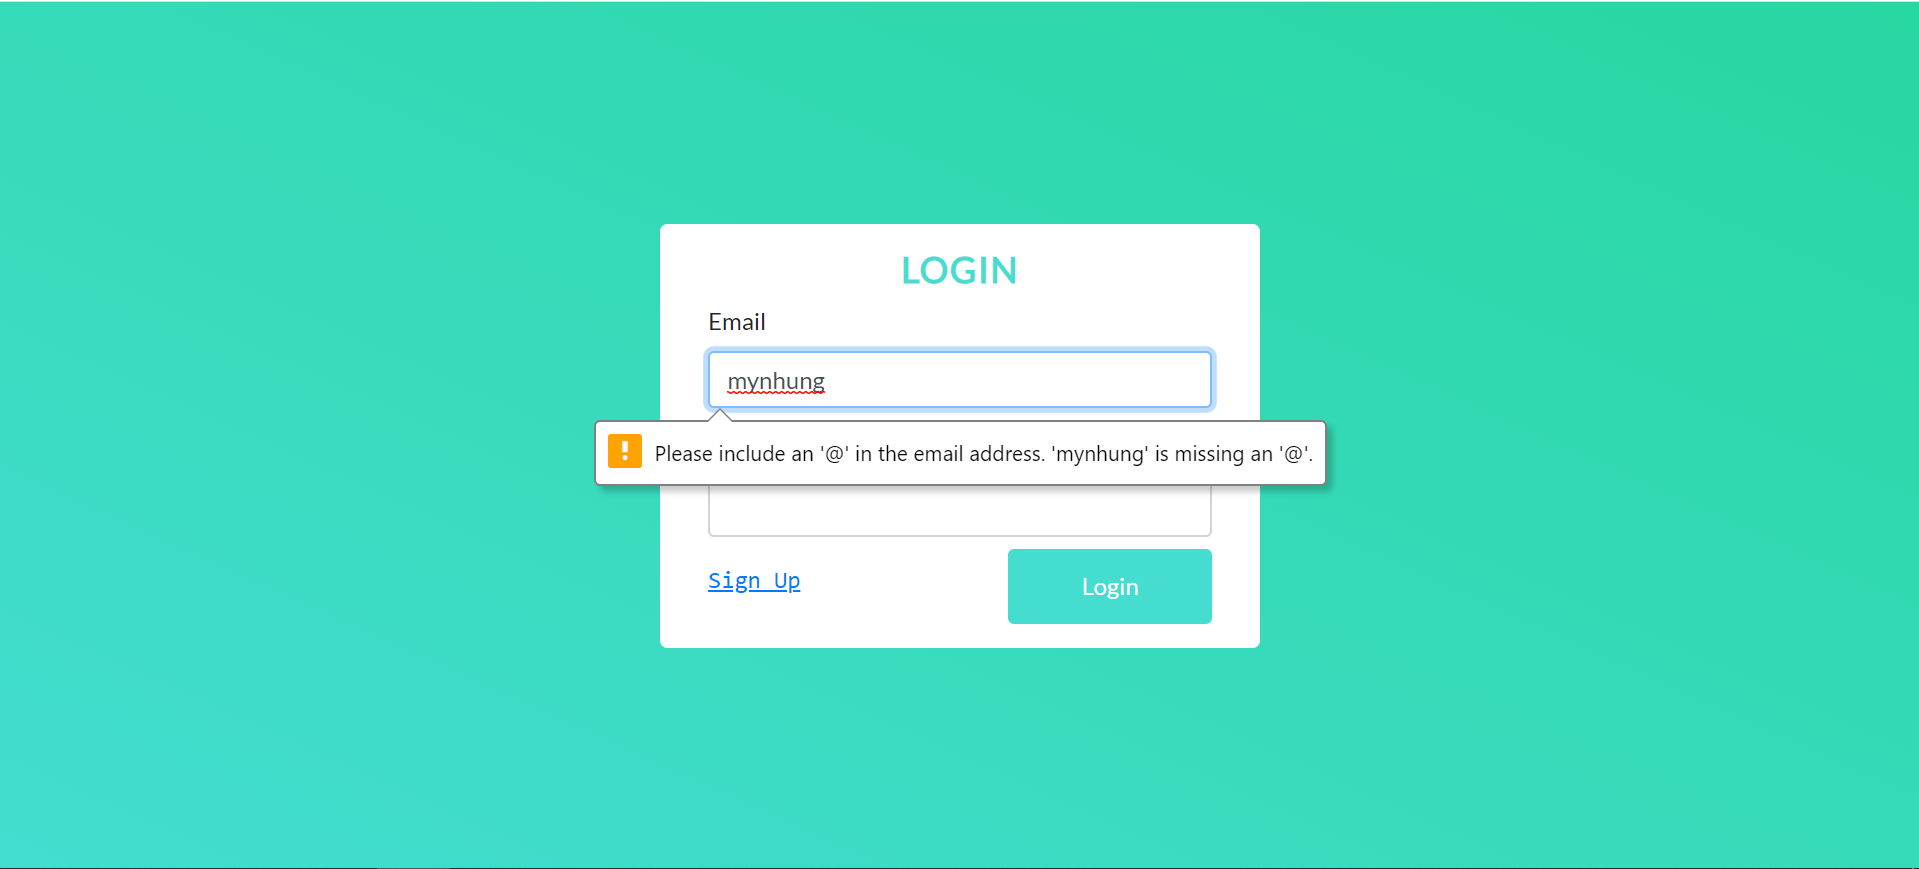 LOGIN
Email
mynhung
Please include an '@' in the email address. 'mynhung' is missing an '@'.
Sign Up
Login